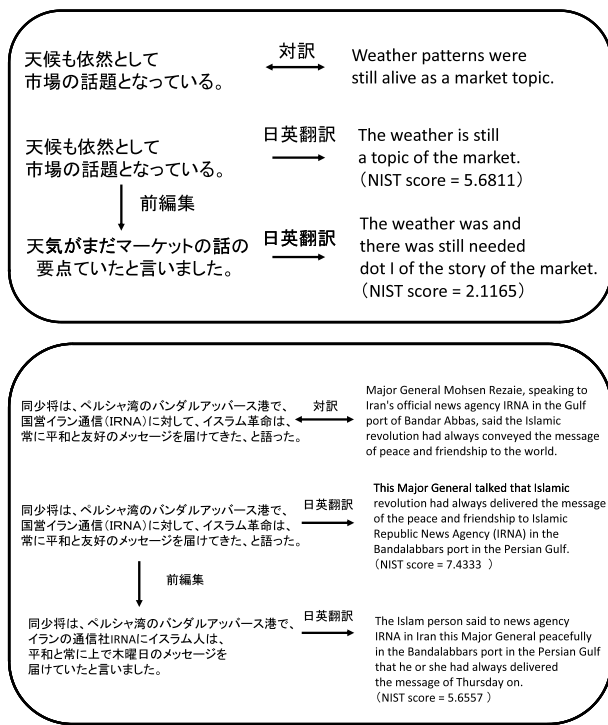 天候も依然として
市場の話題となっている。
対訳
Weather patterns were
still alive as a market topic.
天候も依然として
市場の話題となっている。
日英翻訳
The weather is still
a topic of the market.
(NIST score = 5.6811)
前編集
天気がまだマーケットの話の
要点ていたと言いました。
日英翻訳
The weather was and
there was still needed
dot I of the story of the market.
(NIST score = 2.1165)
同少将は、ペルシャ湾のバンダルアッバース港で、
国営イラン通信(IRNA)に対して、イスラム革命は、
常に平和と友好のメッセージを届けてきた、と語った。
対訳
Major General Mohsen Rezaie, speaking to
Iran's official news agency IRNA in the Gulf
port of Bandar Abbas, said the Islamic
revolution had always conveyed the message
of peace and friendship to the world.
同少将は、ペルシャ湾のバンダルアッバース港で、
国営イラン通信(IRNA)に対して、イスラム革命は、
常に平和と友好のメッセージを届けてきた、と語った。
日英翻訳
This Major General talked that Islamic
revolution had always delivered the message
of the peace and friendship to Islamic
Republic News Agency (IRNA) in the
Bandalabbars port in the Persian Gulf.
(NIST score = 7.4333 )
前編集
同少将は、ペルシャ湾のバンダルアッバース港で、
イランの通信社IRNAにイスラム人は、
平和と常に上で木曜日のメッセージを
届けていたと言いました。
日英翻訳
The Islam person said to news agency
IRNA in Iran this Major General peacefully
in the Bandalabbars port in the Persian Gulf
that he or she had always delivered
the message of Thursday on.
(NIST score = 5.6557 )